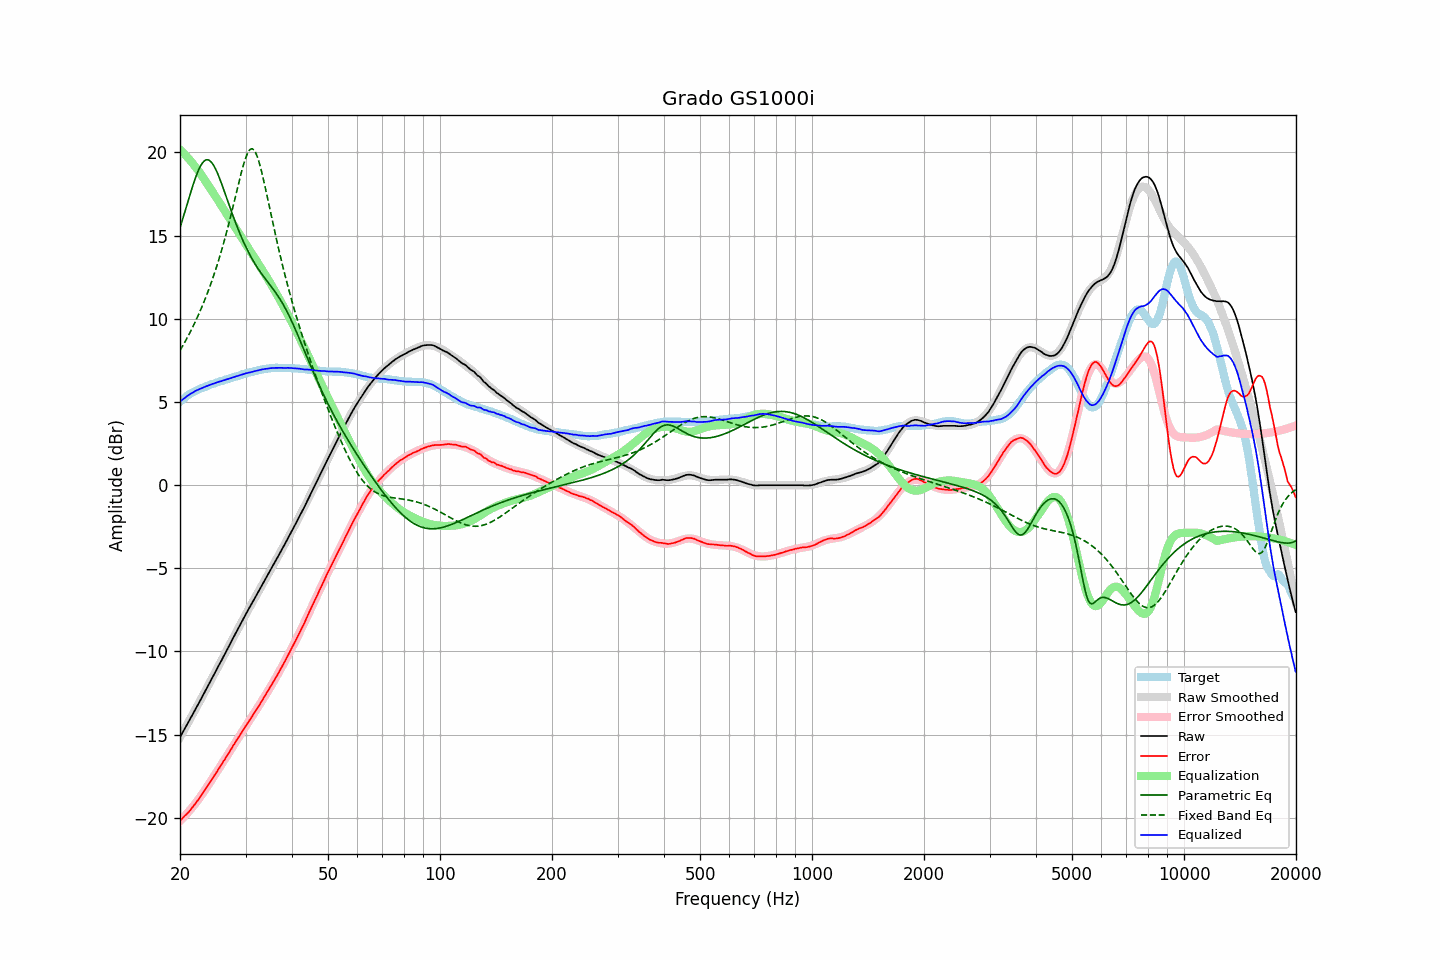 Grado GS1000i
20
15
10
5
0
−5
−10
−15
−20
Amplitude (dBr)
20
50
100
200
500
1000
2000
5000
10000
20000
Frequency (Hz)
Target
Raw Smoothed
Error Smoothed
Raw
Error
Equalization
Parametric Eq
Fixed Band Eq
Equalized